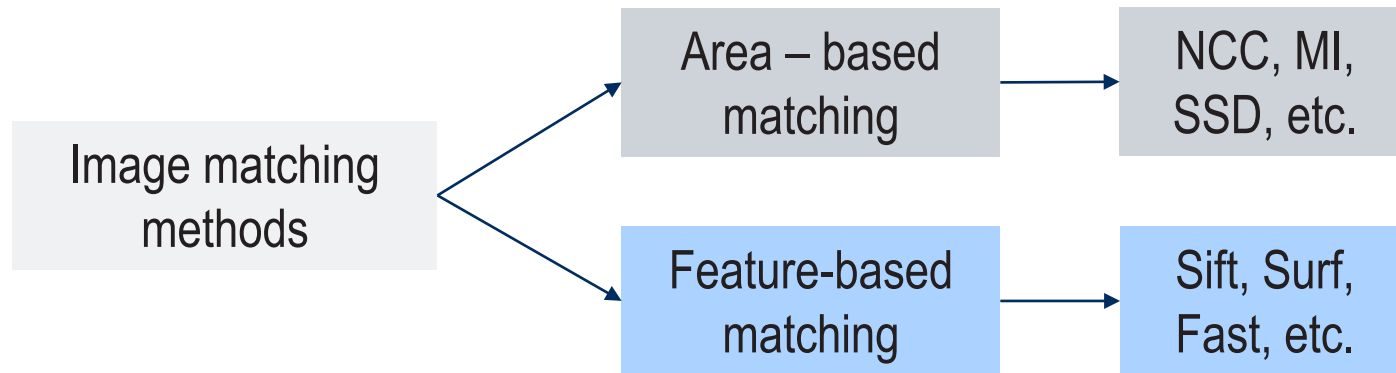 Image matching
methods
Area – based
matching
NCC, MI,
SSD, etc.
Feature-based
matching
Sift, Surf,
Fast, etc.